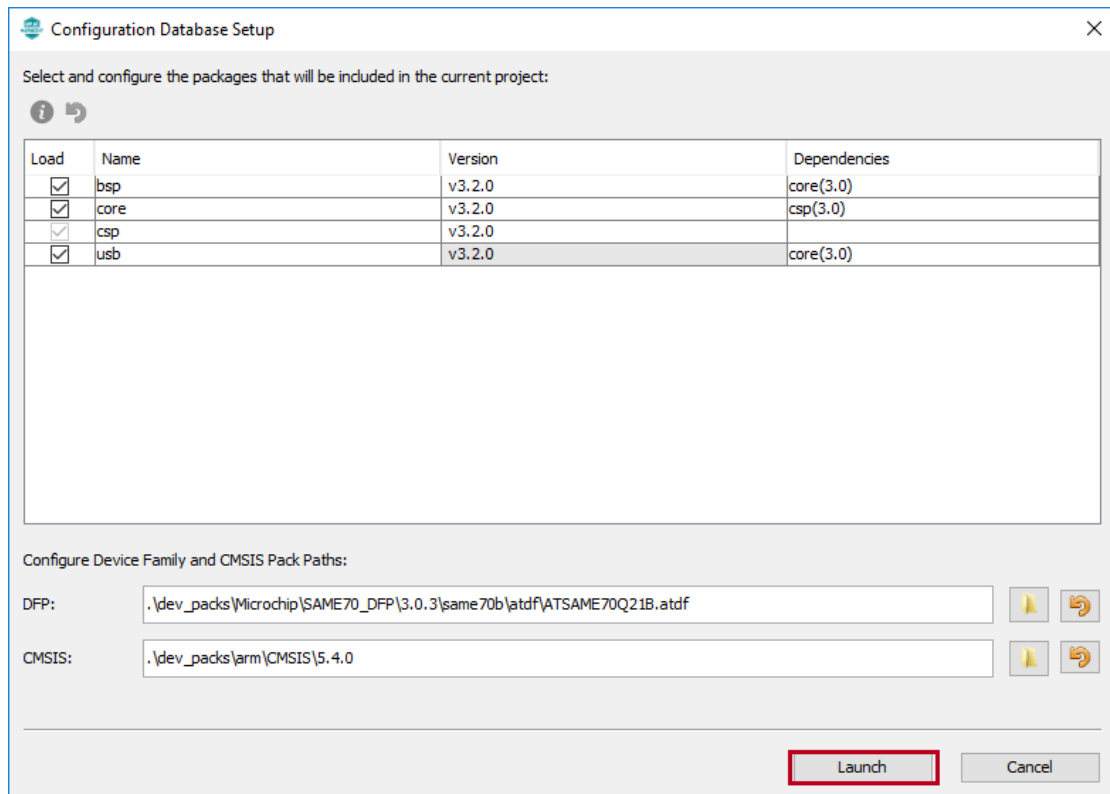 Configuration Database Setup
Select and configure the packages that will be included in the current project:
Load Name Version Dependencies
bsp v3.2.0 core(3.0)
core v3.2.0 csp(3.0)
csp v3.2.0
usb v3.2.0 core(3.0)
Configure Device Family and CMSIS Pack Paths:
DFP: .\dev_packs\Microchip\SAME70_DFP\3.0.3\same70b\atdf\ATSAME70Q21B.atdf
CMSIS: .\dev_packs\arm\CMSIS\5.4.0
Launch Cancel